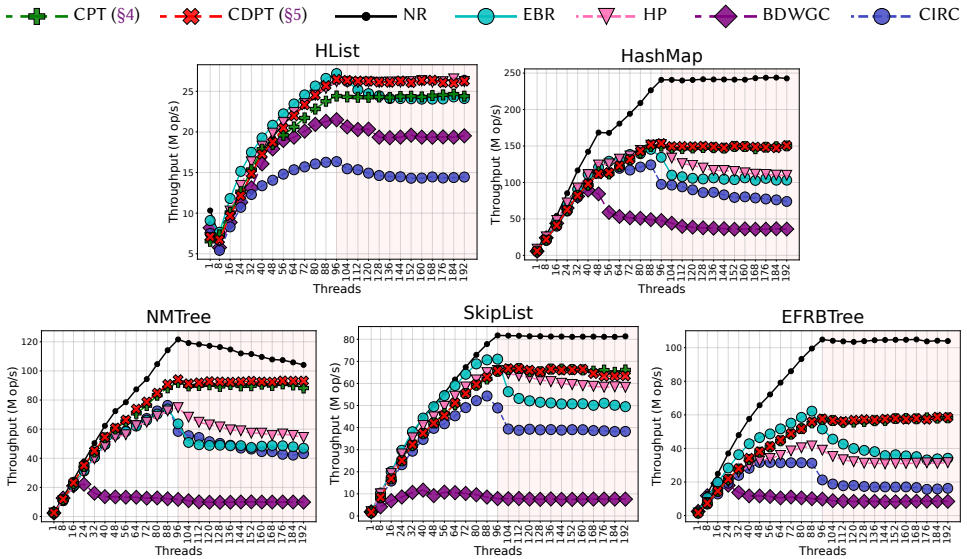 CPT (§4) CDPT (§5) NR EBR HP BDWGC CIRC
HList
Throughput (M op/s)
25
20
15
10
5
1 8 16 24 32 40 48 56 64 72 80 88 96 104 112 120 128 136 144 152 160 168 176 184 192
Threads
HashMap
Throughput (M op/s)
250
200
150
100
50
0
1 8 16 24 32 40 48 56 64 72 80 88 96 104 112 120 128 136 144 152 160 168 176 184 192
Threads
NMTree
Throughput (M op/s)
120
100
80
60
40
20
0
1 8 16 24 32 40 48 56 64 72 80 88 96 104 112 120 128 136 144 152 160 168 176 184 192
Threads
SkipList
Throughput (M op/s)
80
70
60
50
40
30
20
10
0
1 8 16 24 32 40 48 56 64 72 80 88 96 104 112 120 128 136 144 152 160 168 176 184 192
Threads
EFRBTree
Throughput (M op/s)
100
80
60
40
20
0
1 8 16 24 32 40 48 56 64 72 80 88 96 104 112 120 128 136 144 152 160 168 176 184 192
Threads